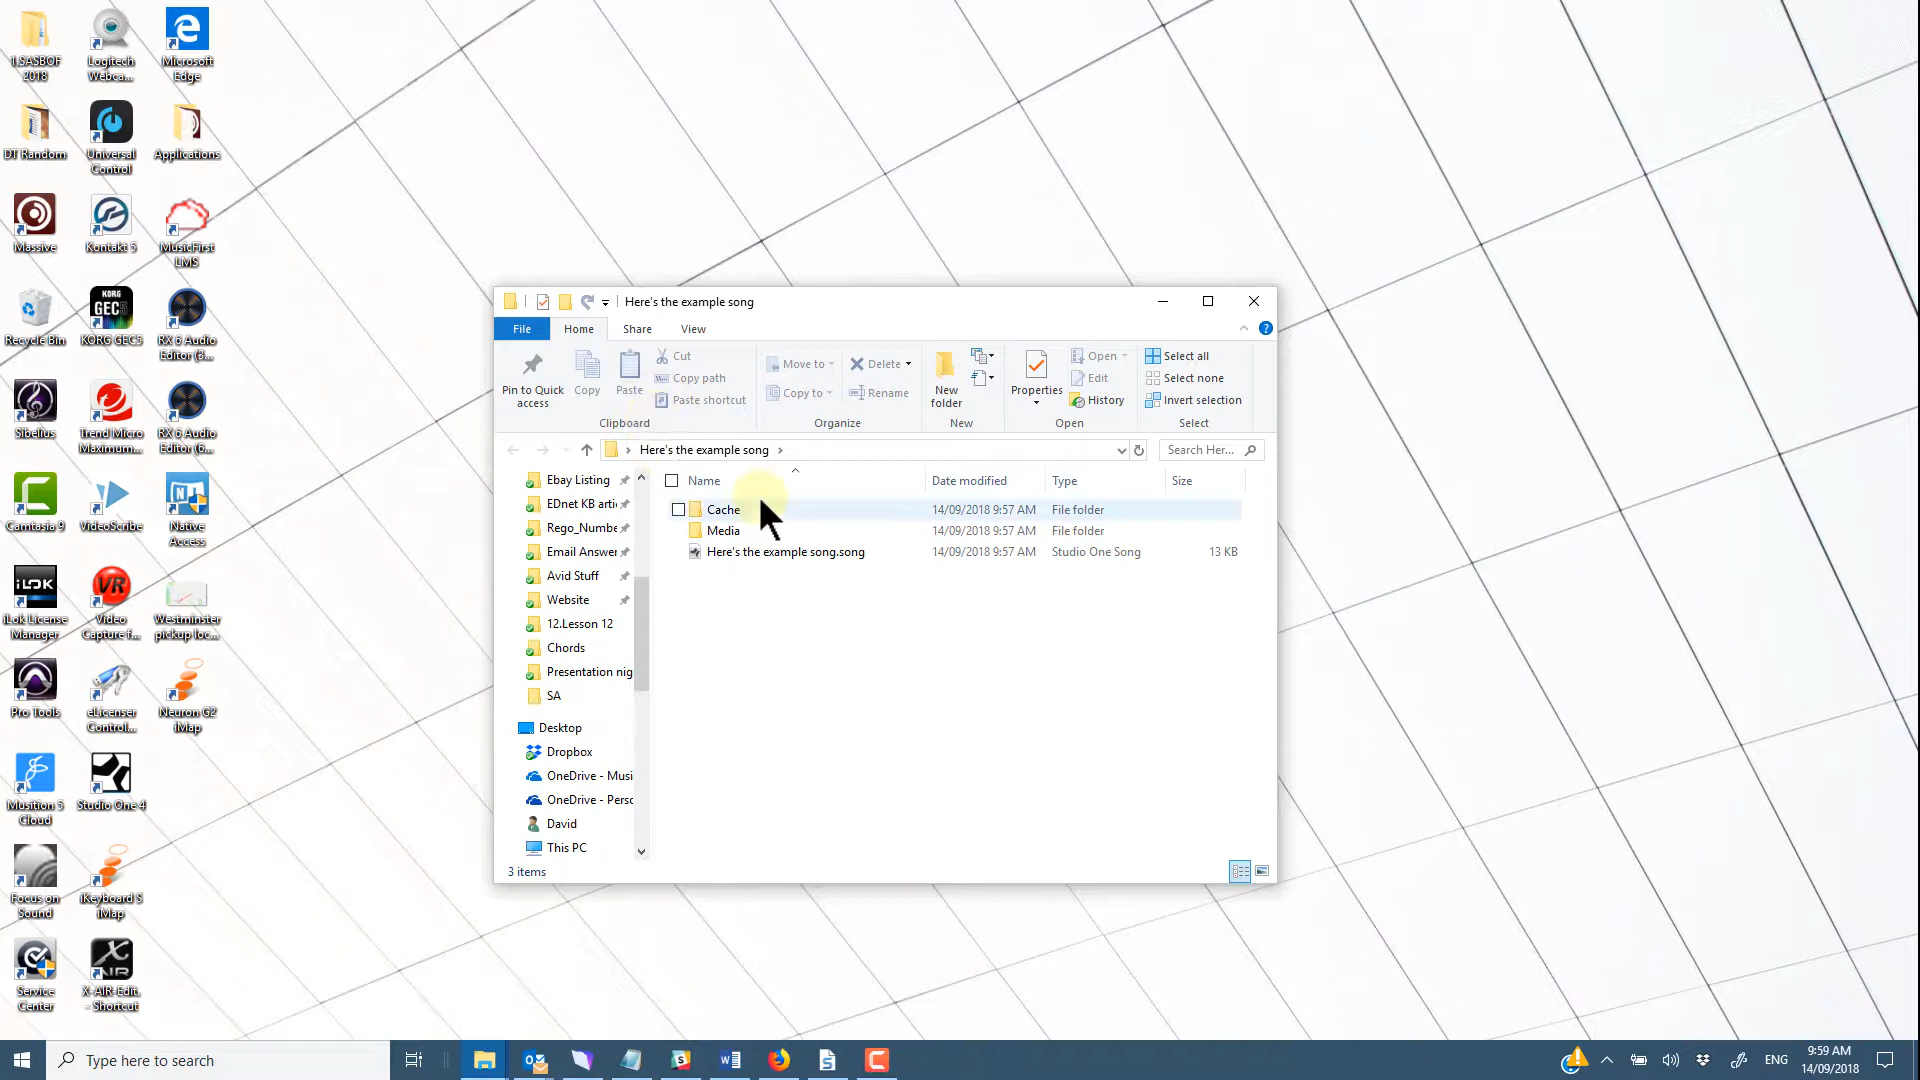 1.SASBOF
2018
Logitech
Webca...
Microsoft
Edge
DT Random
Universal
Control
Applications
Massive
Kontakt 5
MusicFirst
LMS
Recycle Bin
KORG
GEC5
KORG GEC5
RX 6 Audio
Editor (3...
Sibelius
Trend Micro
Maximum...
RX 6 Audio
Editor (6...
Camtasia 9
VideoScribe
Native
Access
iLOK
iLok License
Manager
VR
Video
Capture f...
Westminster
pickup loc...
Pro Tools
eLicenser
Control...
Neuron G2
iMap
Musition 5
Cloud
Studio One 4
Focus on
Sound
iKeyboard S
iMap
Service
Center
X-AIR-Edit.
- Shortcut
Here's the example song
File
Home
Share
View
Pin to Quick
access
Copy
Paste
Cut
Copy path
Paste shortcut
Clipboard
Move to
Copy to
Delete
Rename
Organize
New
folder
New
Properties
Open
Edit
History
Open
Select all
Select none
Invert selection
Select
Here's the example song
Search Her...
Ebay Listing
EDnet KB arti
Rego_Numbe
Email Answer
Avid Stuff
Website
12.Lesson 12
Chords
Presentation nig
SA
Desktop
Dropbox
OneDrive - Musi
OneDrive - Perso
David
This PC
Name Date modified Type Size
Cache 14/09/2018 9:57 AM File folder
Media 14/09/2018 9:57 AM File folder
Here's the example song.song 14/09/2018 9:57 AM Studio One Song 13 KB
3 items
Type here to search
ENG
9:59 AM
14/09/2018